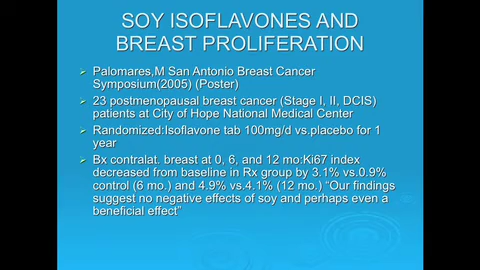 SOY ISOFLAVONES AND
BREAST PROLIFERATION
Palomares,M San Antonio Breast Cancer
Symposium(2005) (Poster)
23 postmenopausal breast cancer (Stage I, II, DCIS)
patients at City of Hope National Medical Center
Randomized:Isoflavone tab 100mg/d vs.placebo for 1
year
Bx contralat. breast at 0, 6, and 12 mo:Ki67 index
decreased from baseline in Rx group by 3.1% vs.0.9%
control (6 mo.) and 4.9% vs.4.1% (12 mo.) “Our findings
suggest no negative effects of soy and perhaps even a
beneficial effect”